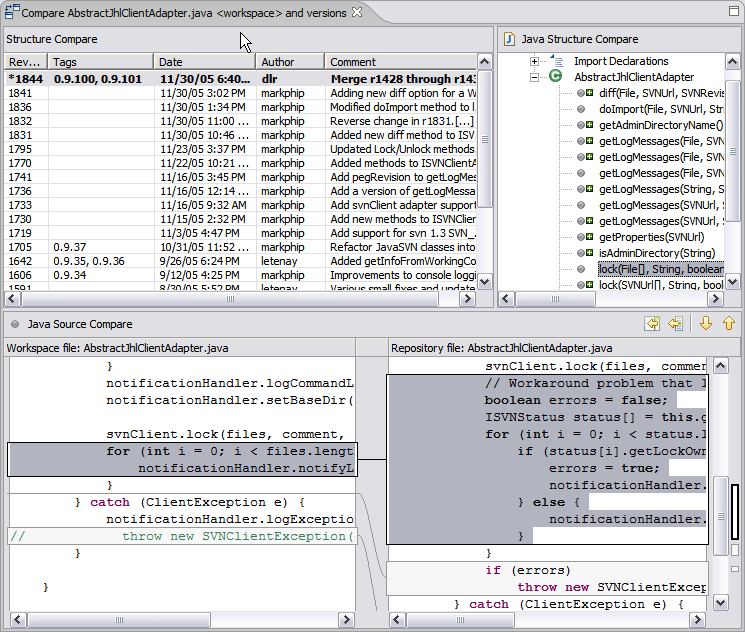 Compare AbstractJhlClientAdapter.java <workspace> and versions
Structure Compare
Rev... Tags Date Author Comment
*1844 0.9.100, 0.9.101 11/30/05 6:40... dlr Merge r1428 through r143
1841 11/30/05 3:02 PM markphip Adding new diff option for a W
1836 11/30/05 1:34 PM markphip Modified doImport method to l
1832 11/30/05 11:00 ... markphip Reverse change in r1831.[...]
1831 11/30/05 10:46 ... markphip Added new diff method to ISV
1795 11/23/05 3:37 PM markphip Updated Lock/Unlock methods
1770 11/22/05 10:21 ... markphip Added methods to ISVNClientA
1741 11/16/05 3:45 PM markphip Add pegRevision to getLogMes
1736 11/16/05 12:14 ... markphip Add a version of getLogMessa
1733 11/16/05 9:32 AM markphip Add svnClient adapter support
1730 11/15/05 2:32 PM markphip Add new methods to ISVNClien
1719 11/3/05 4:47 PM markphip Add support for svn 1.3 SVN_
1705 0.9.37 10/31/05 11:52 ... markphip Refactor JavaSVN classes into
1642 0.9.35, 0.9.36 9/26/05 6:24 PM letenay Added getInfoFromWorkingCo
1606 0.9.34 9/12/05 4:25 PM markphip Improvements to console loggi
1591 8/30/05 5:52 PM letenay Various small fixes and update
Java Structure Compare
Import Declarations
AbstractJhlClientAdapter
diff(File, SVNUrl, SVNRevis
doImport(File, SVNUrl, Str
getAdminDirectoryName()
getLogMessages(File, SVN
getLogMessages(File, SVN
getLogMessages(File, SVN
getLogMessages(String, S
getLogMessages(SVNUrl,
getLogMessages(SVNUrl,
getProperties(SVNUrl)
isAdminDirectory(String)
lock(File[], String, boolean
lock(SVNUrl[], String, bool
Java Source Compare
Workspace file: AbstractJhlClientAdapter.java
}
notificationHandler.logCommandL
notificationHandler.setBaseDir(
svnClient.lock(files, comment,
for (int i = 0; i < files.lengt
notificationHandler.notifyL
}
} catch (ClientException e) {
notificationHandler.logExceptio
// throw new SVNClientException(
}
}
Repository file: AbstractJhlClientAdapter.java
svnClient.lock(files, comme
// Workaround problem that I
boolean errors = false;
ISVNStatus status[] = this.g
for (int i = 0; i < status.l
if (status[i].getLockOwn
errors = true;
notificationHandler.
} else {
notificationHandler.
}
}
if (errors)
throw new SVNClientExcep
} catch (ClientException e) {